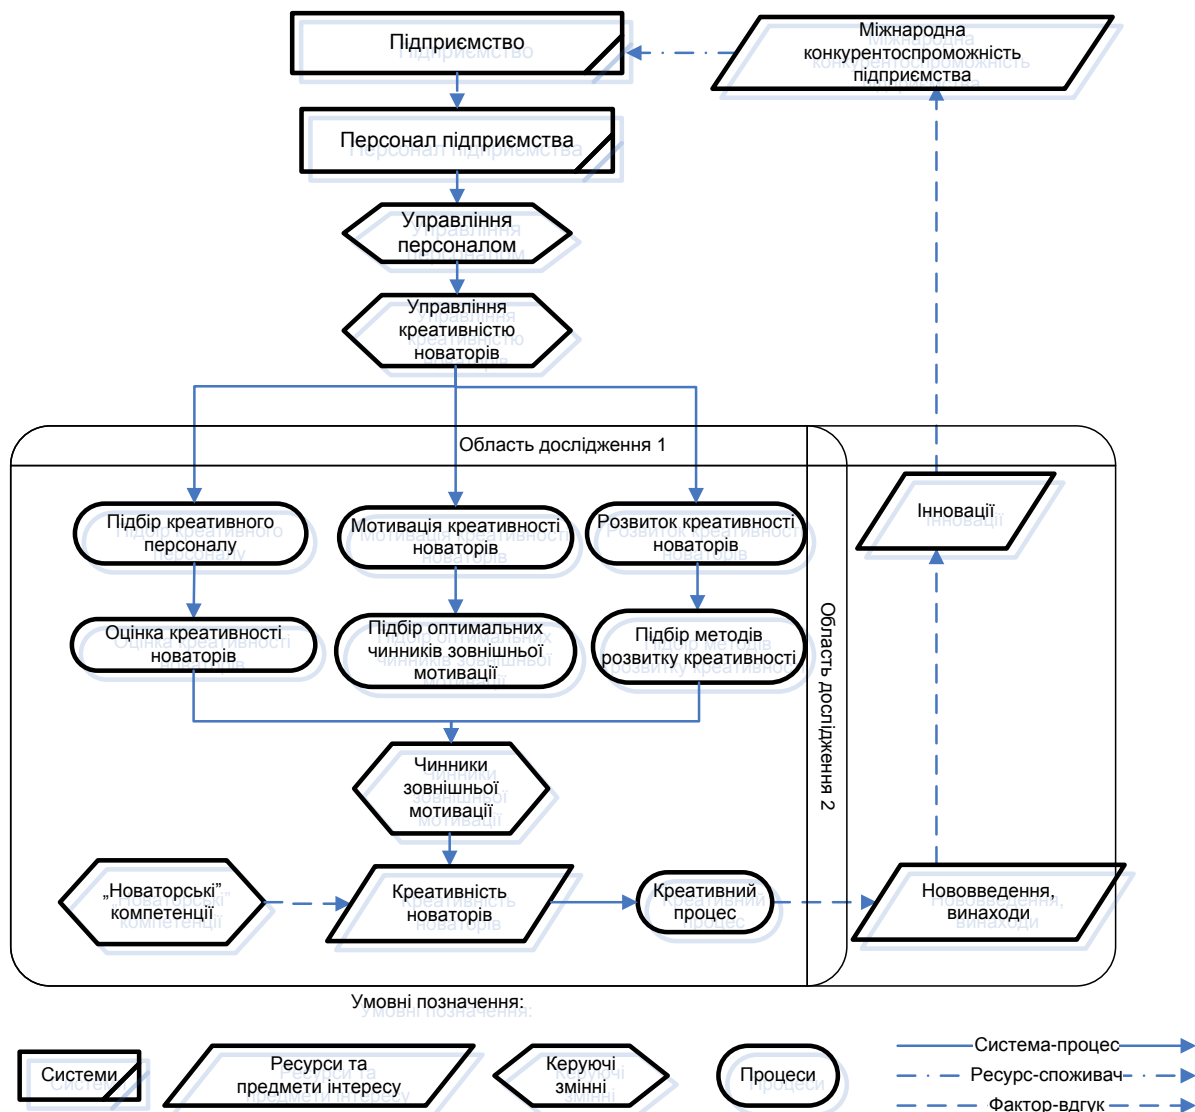 Підприємство
Міжнародна
конкурентоспроможність
підприємства
Персонал підприємства
Управління
персоналом
Управління
креативністю
новаторів
Область дослідження 1
Підбір креативного
персоналу
Мотивація креативності
новаторів
Розвиток креативності
новаторів
Інновації
Оцінка креативності
новаторів
Підбір оптимальних
чинників зовнішньої
мотивації
Підбір методів
розвитку креативності
Область дослідження 2
Чинники
зовнішньої
мотивації
„Новаторські”
компетенції
Креативність
новаторів
Креативний
процес
Нововведення,
винаходи
Умовні позначення:
Системи
Ресурси та
предмети інтересу
Керуючі
змінні
Процеси
Система-процес
Ресурс-споживач
Фактор-вдгук